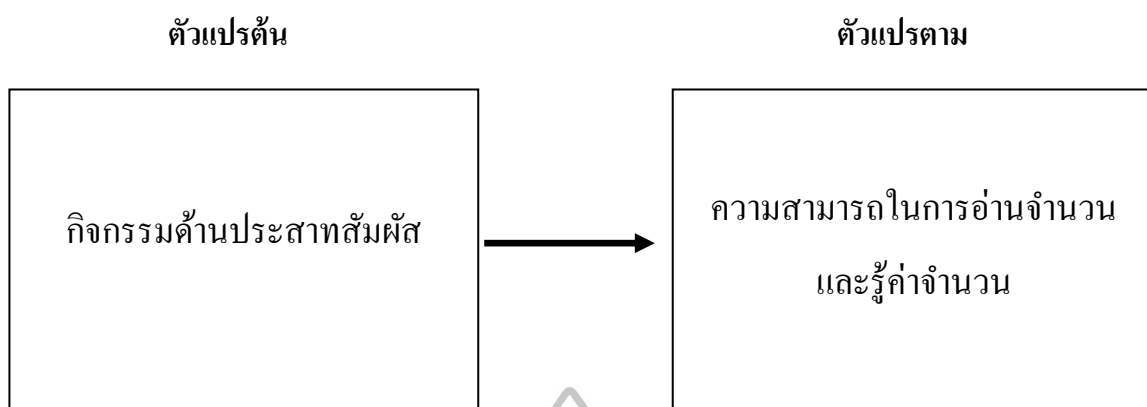 ตัวแปรต้น
ตัวแปรตาม
กิจกรรมด้านประสาทสัมผัส
ความสามารถในการอ่านจำนวน
และรู้ค่าจำนวน